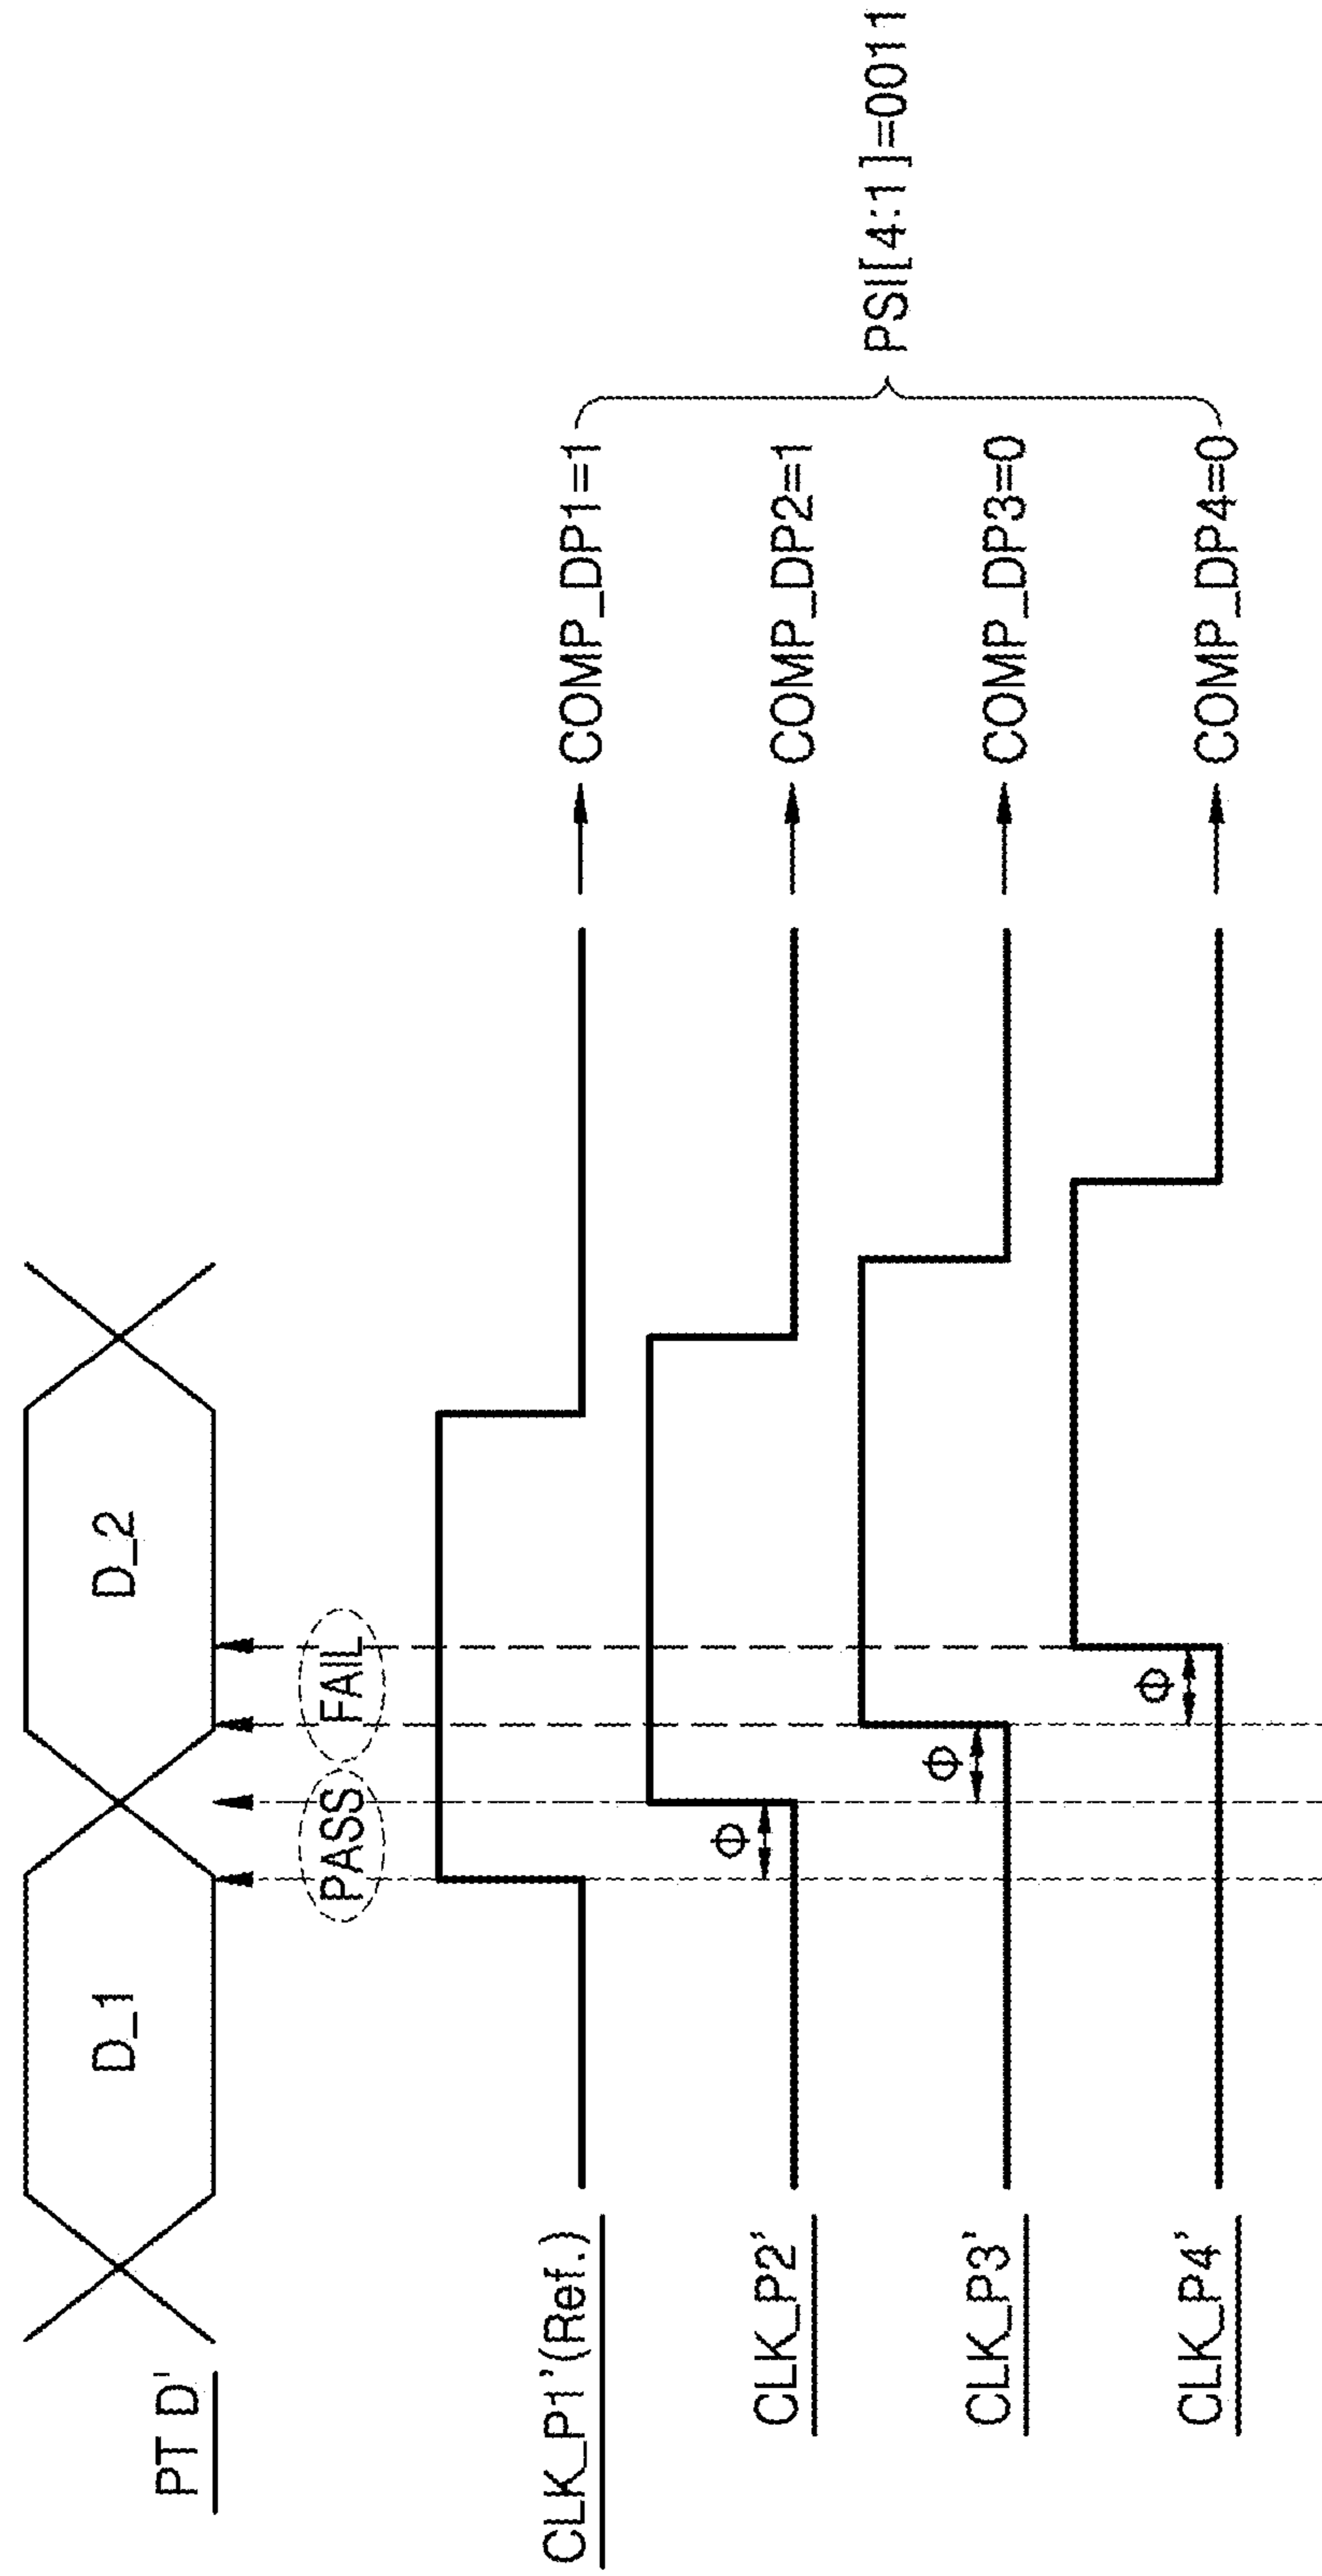 PT D'
D_1
D_2
PASS
FAIL
CLK_P1'(Ref.)
COMP_DP1=1
Φ
CLK_P2'
COMP_DP2=1
PSI[4:1]=0011
Φ
CLK_P3'
COMP_DP3=0
Φ
CLK_P4'
COMP_DP4=0